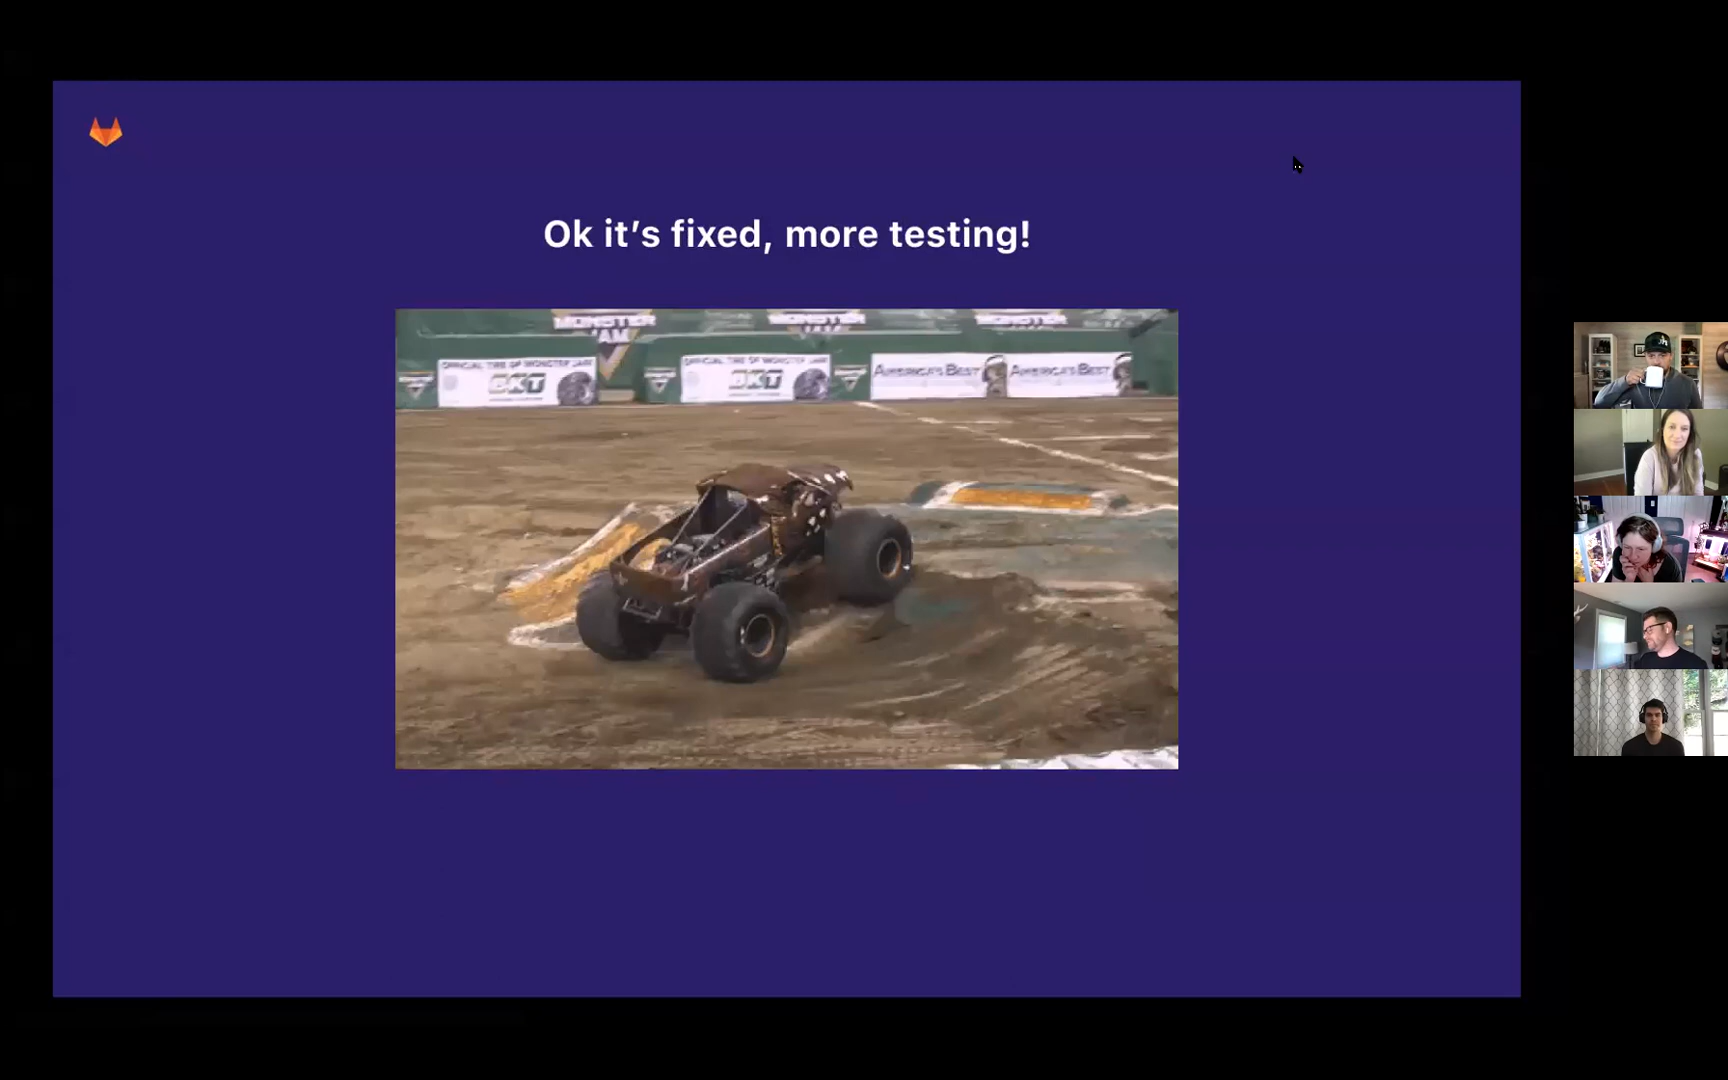 Ok it's fixed, more testing!
MONSTER JAM
MONSTER JAM
MONSTER
OFFICIAL TIRE OF MONSTER JAM
BKT
OFFICIAL TIRE OF MONSTER JAM
BKT
AMERICA'S BEST
AMERICA'S BEST